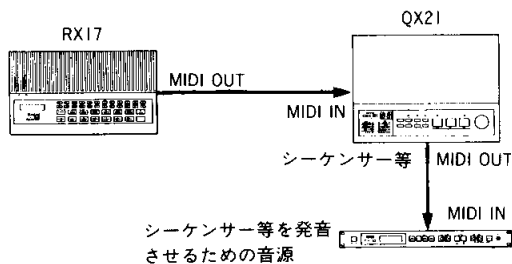 RX17
QX21
MIDI OUT
MIDI IN
シーケンサー等 MIDI OUT
MIDI IN
シーケンサー等を発音
させるための音源